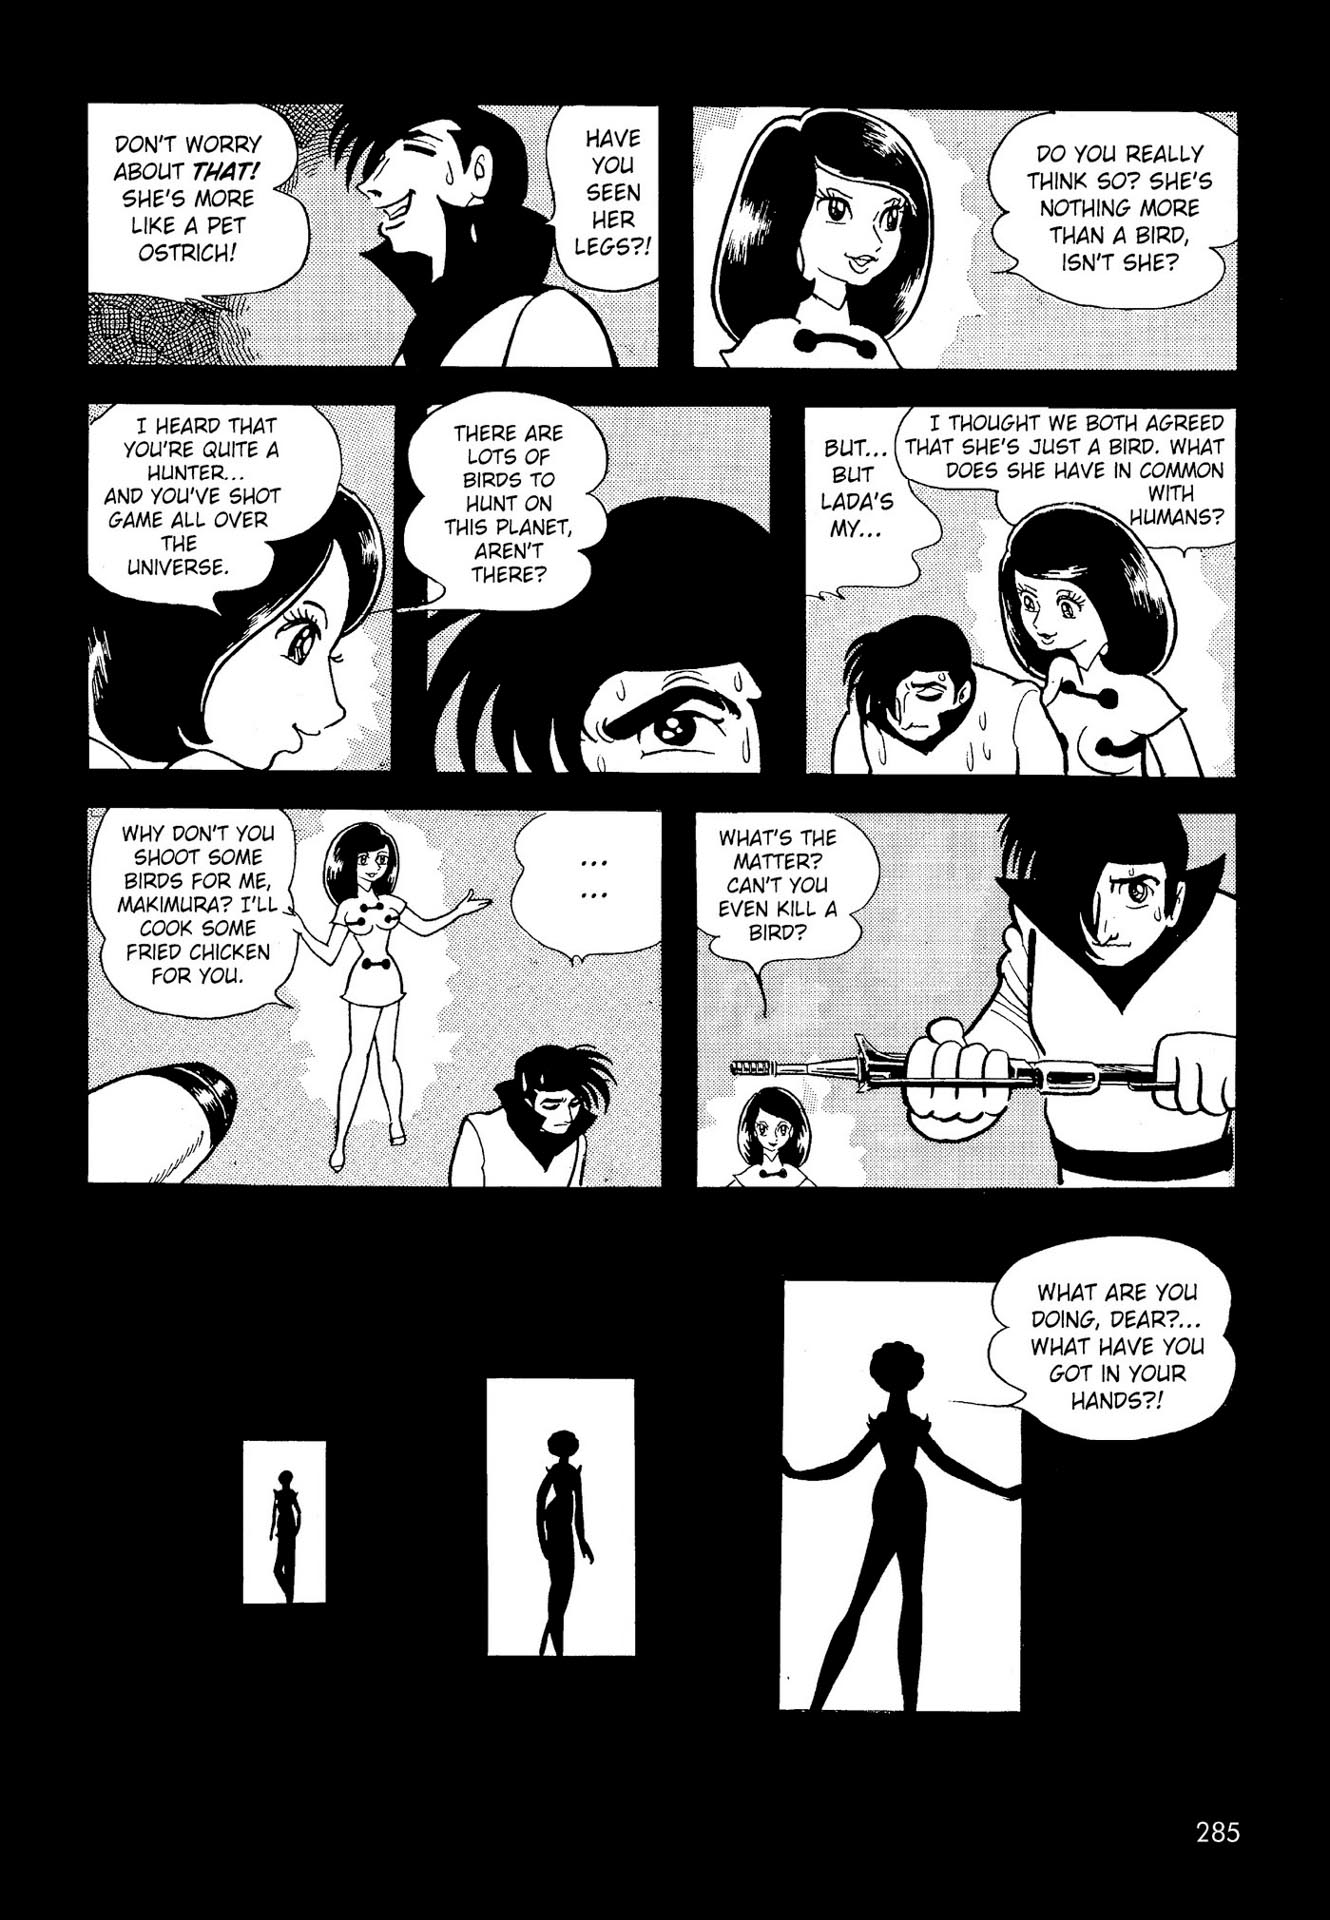 DON'T WORRY
ABOUT THAT!
SHE'S MORE
LIKE A PET
OSTRICH!
HAVE
YOU
SEEN
HER
LEGS?!
DO YOU REALLY
THINK SO? SHE'S
NOTHING MORE
THAN A BIRD,
ISN'T SHE?
I HEARD THAT
YOU'RE QUITE A
HUNTER...
AND YOU'VE SHOT
GAME ALL OVER
THE
UNIVERSE.
THERE ARE
LOTS OF
BIRDS TO
HUNT ON
THIS PLANET,
AREN'T
THERE?
BUT...
BUT
LADA'S
MY...
I THOUGHT WE BOTH AGREED
THAT SHE'S JUST A BIRD. WHAT
DOES SHE HAVE IN COMMON
WITH
HUMANS?
WHY DON'T YOU
SHOOT SOME
BIRDS FOR ME,
MAKIMURA? I'LL
COOK SOME
FRIED CHICKEN
FOR YOU.
...
...
WHAT'S THE
MATTER?
CAN'T YOU
EVEN KILL A
BIRD?
WHAT ARE YOU
DOING, DEAR?...
WHAT HAVE YOU
GOT IN YOUR
HANDS?!
285